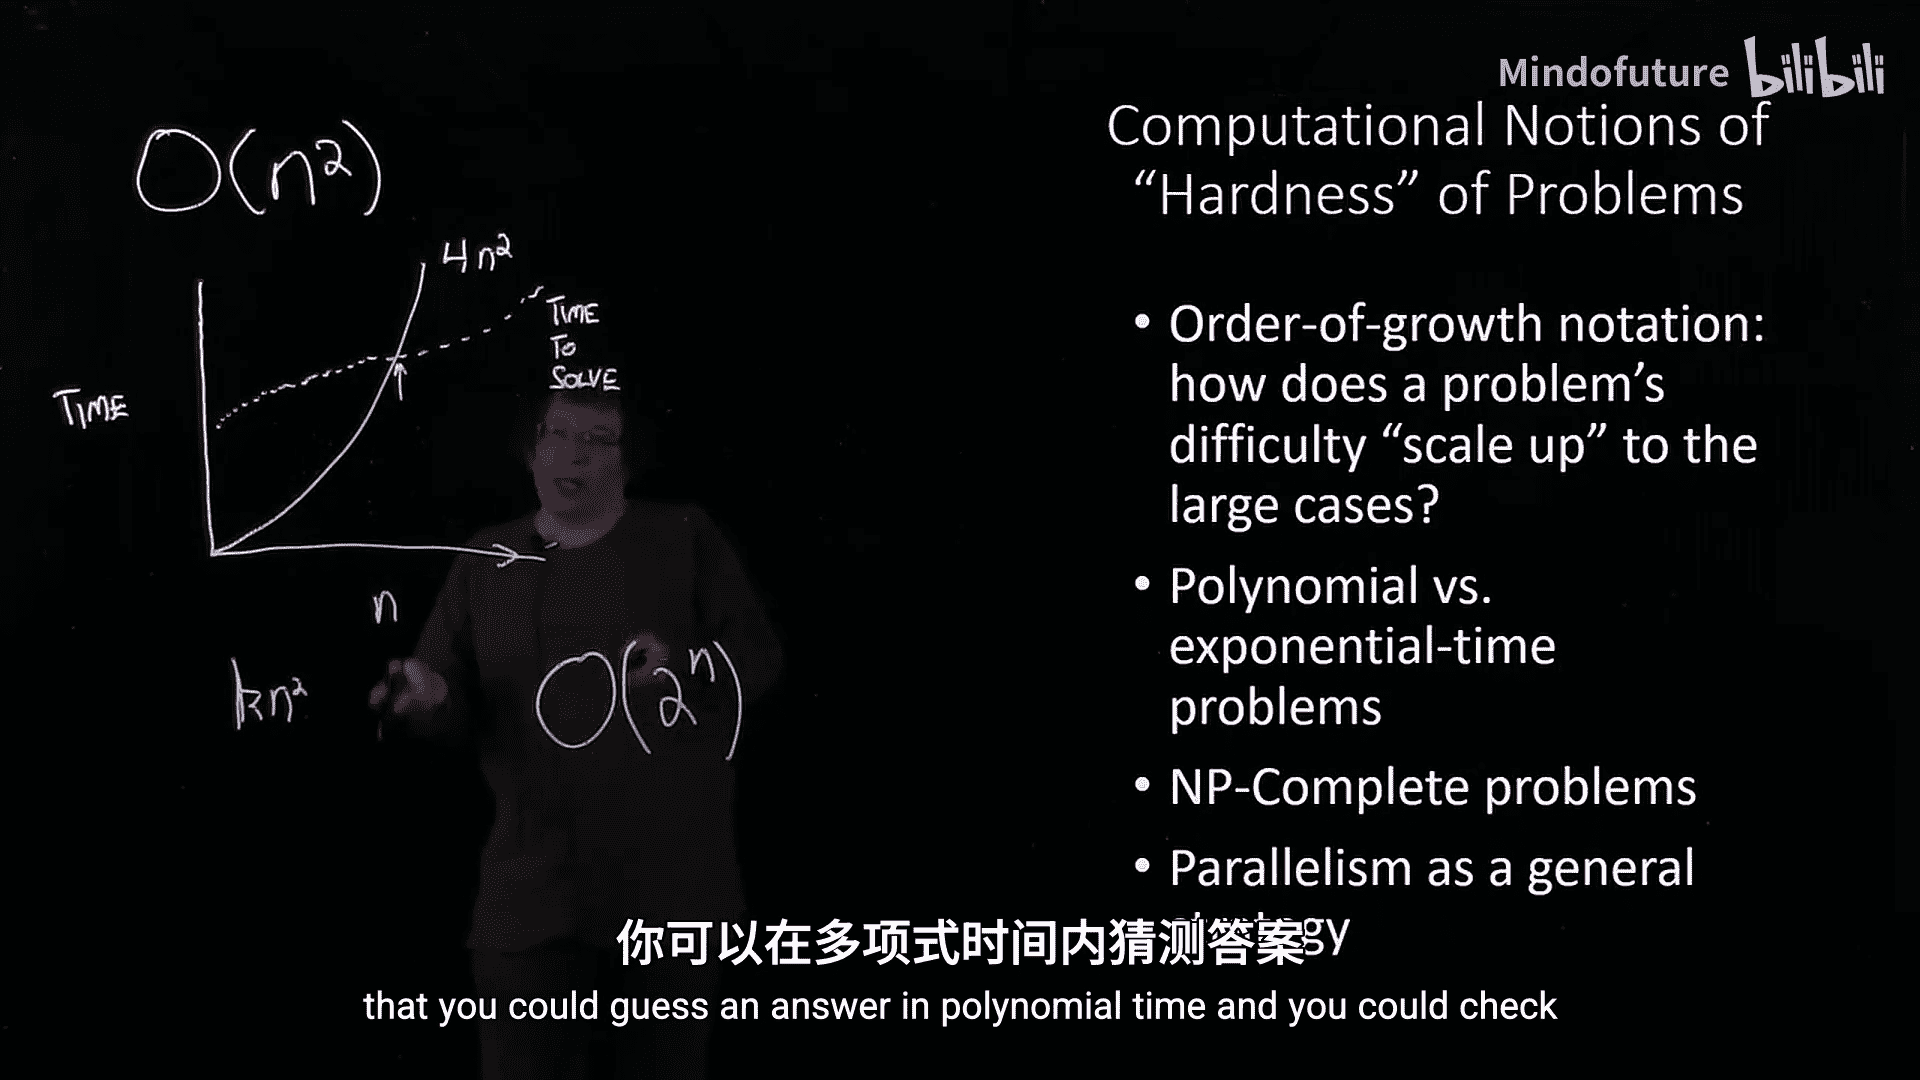 Mindofuture bilibili
Computational Notions of
“Hardness” of Problems
O(n²)
4n²
TIME
TO
SOLVE
TIME
n
kn²
O(2ⁿ)
• Order-of-growth notation:
how does a problem’s
difficulty “scale up” to the
large cases?
• Polynomial vs.
exponential-time
problems
• NP-Complete problems
• Parallelism as a general
你可以在多项式时间内猜测答案
that you could guess an answer in polynomial time and you could check